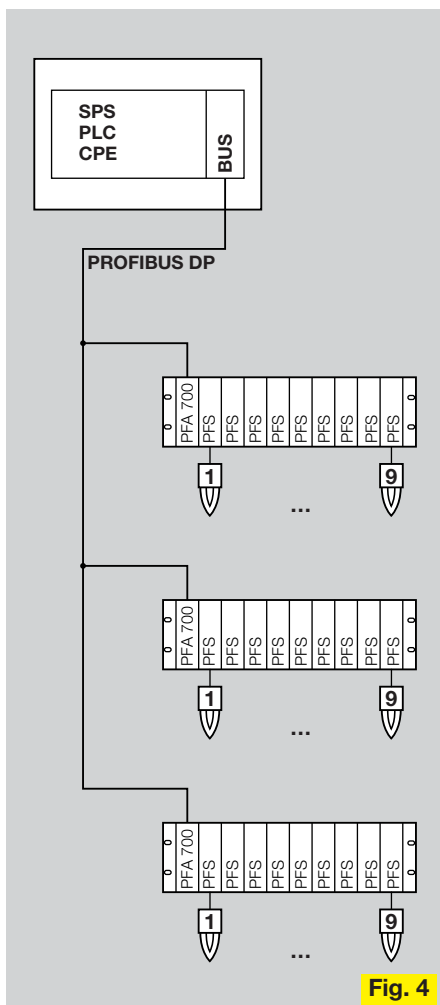 SPS
PLC
CPE
BUS
PROFIBUS DP
PFA 700 PFS PFS PFS PFS PFS PFS PFS PFS PFS
1 ... 9
PFA 700 PFS PFS PFS PFS PFS PFS PFS PFS PFS
1 ... 9
PFA 700 PFS PFS PFS PFS PFS PFS PFS PFS PFS
1 ... 9
Fig. 4